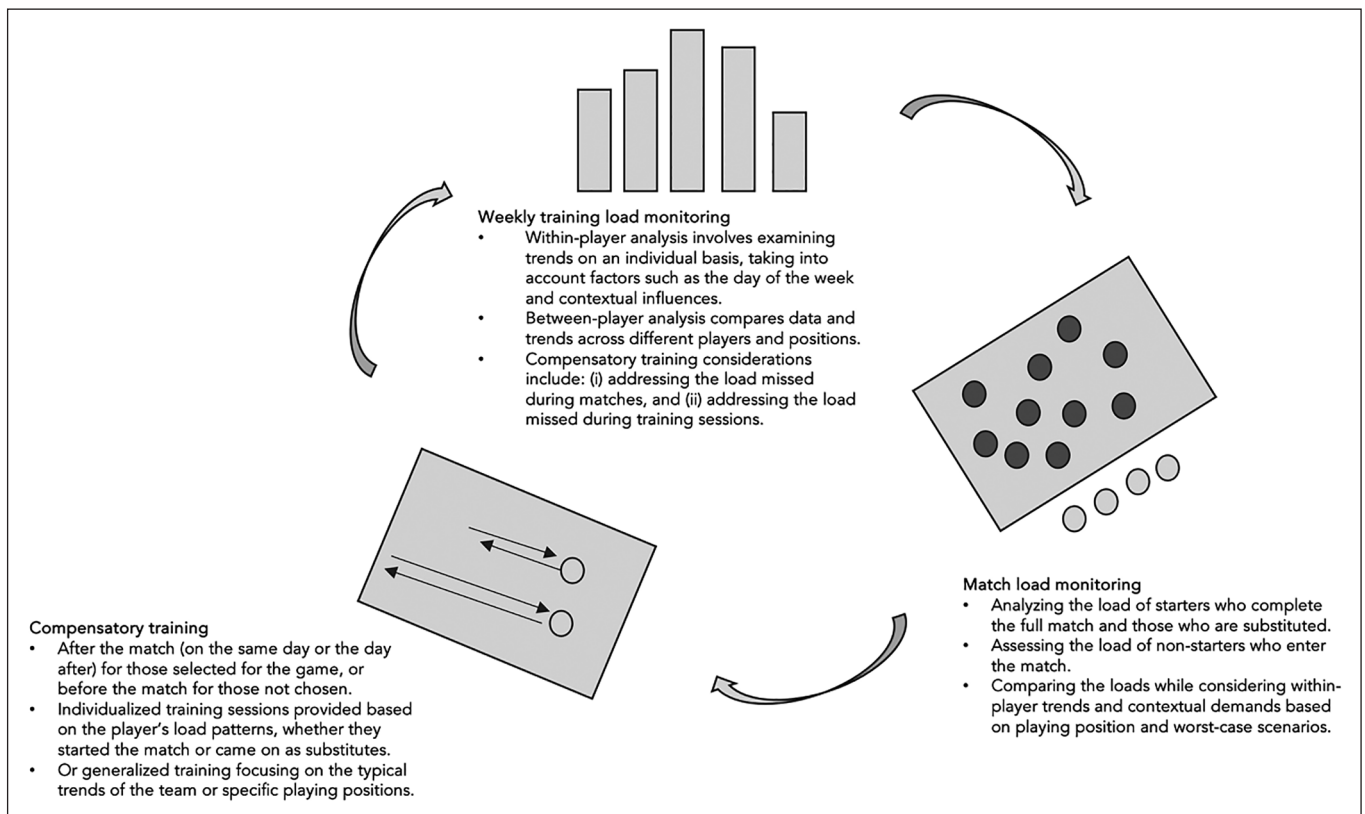 Weekly training load monitoring
• Within-player analysis involves examining
trends on an individual basis, taking into
account factors such as the day of the week
and contextual influences.
• Between-player analysis compares data and
trends across different players and positions.
• Compensatory training considerations
include: (i) addressing the load missed
during matches, and (ii) addressing the load
missed during training sessions.
Match load monitoring
• Analyzing the load of starters who complete
the full match and those who are substituted.
• Assessing the load of non-starters who enter
the match.
• Comparing the loads while considering within-
player trends and contextual demands based
on playing position and worst-case scenarios.
Compensatory training
• After the match (on the same day or the day
after) for those selected for the game, or
before the match for those not chosen.
• Individualized training sessions provided based
on the player's load patterns, whether they
started the match or came on as substitutes.
• Or generalized training focusing on the typical
trends of the team or specific playing positions.